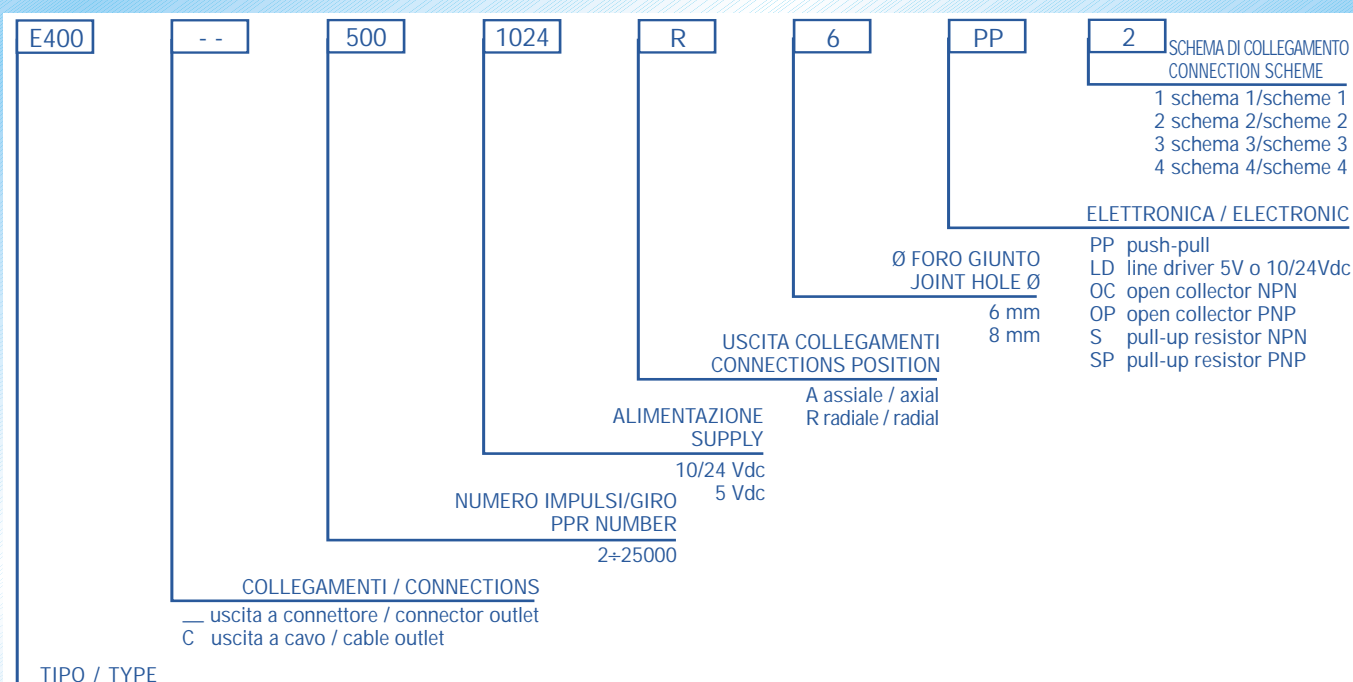 E400 - - 500 1024 R 6 PP 2
SCHEMA DI COLLEGAMENTO
CONNECTION SCHEME
1 schema 1/scheme 1
2 schema 2/scheme 2
3 schema 3/scheme 3
4 schema 4/scheme 4
ELETTRONICA / ELECTRONIC
PP push-pull
LD line driver 5V o 10/24Vdc
OC open collector NPN
OP open collector PNP
S pull-up resistor NPN
SP pull-up resistor PNP
Ø FORO GIUNTO
JOINT HOLE Ø
6 mm
8 mm
USCITA COLLEGAMENTI
CONNECTIONS POSITION
A assiale / axial
R radiale / radial
ALIMENTAZIONE
SUPPLY
10/24 Vdc
5 Vdc
NUMERO IMPULSI/GIRO
PPR NUMBER
2÷25000
COLLEGAMENTI / CONNECTIONS
__ uscita a connettore / connector outlet
C uscita a cavo / cable outlet
TIPO / TYPE